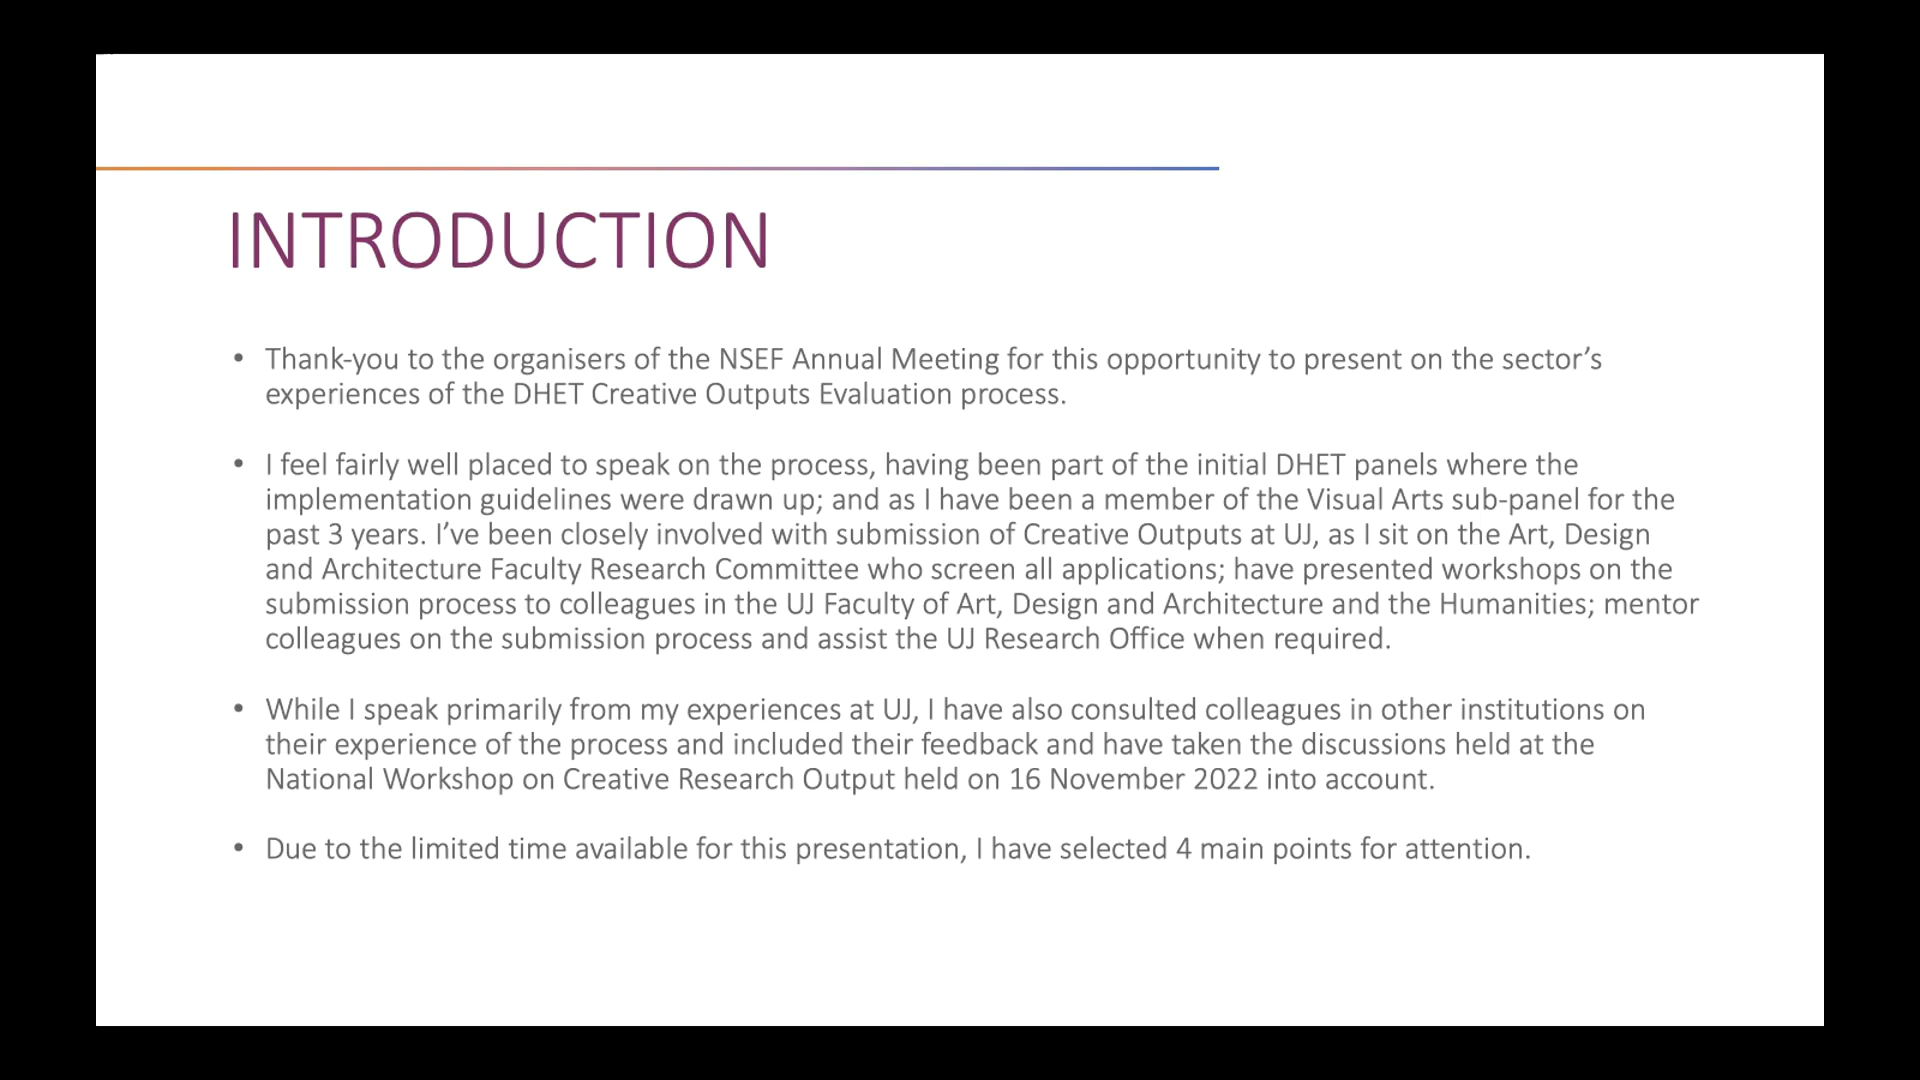 INTRODUCTION
• Thank-you to the organisers of the NSEF Annual Meeting for this opportunity to present on the sector’s
experiences of the DHET Creative Outputs Evaluation process.
• I feel fairly well placed to speak on the process, having been part of the initial DHET panels where the
implementation guidelines were drawn up; and as I have been a member of the Visual Arts sub-panel for the
past 3 years. I’ve been closely involved with submission of Creative Outputs at UJ, as I sit on the Art, Design
and Architecture Faculty Research Committee who screen all applications; have presented workshops on the
submission process to colleagues in the UJ Faculty of Art, Design and Architecture and the Humanities; mentor
colleagues on the submission process and assist the UJ Research Office when required.
• While I speak primarily from my experiences at UJ, I have also consulted colleagues in other institutions on
their experience of the process and included their feedback and have taken the discussions held at the
National Workshop on Creative Research Output held on 16 November 2022 into account.
• Due to the limited time available for this presentation, I have selected 4 main points for attention.